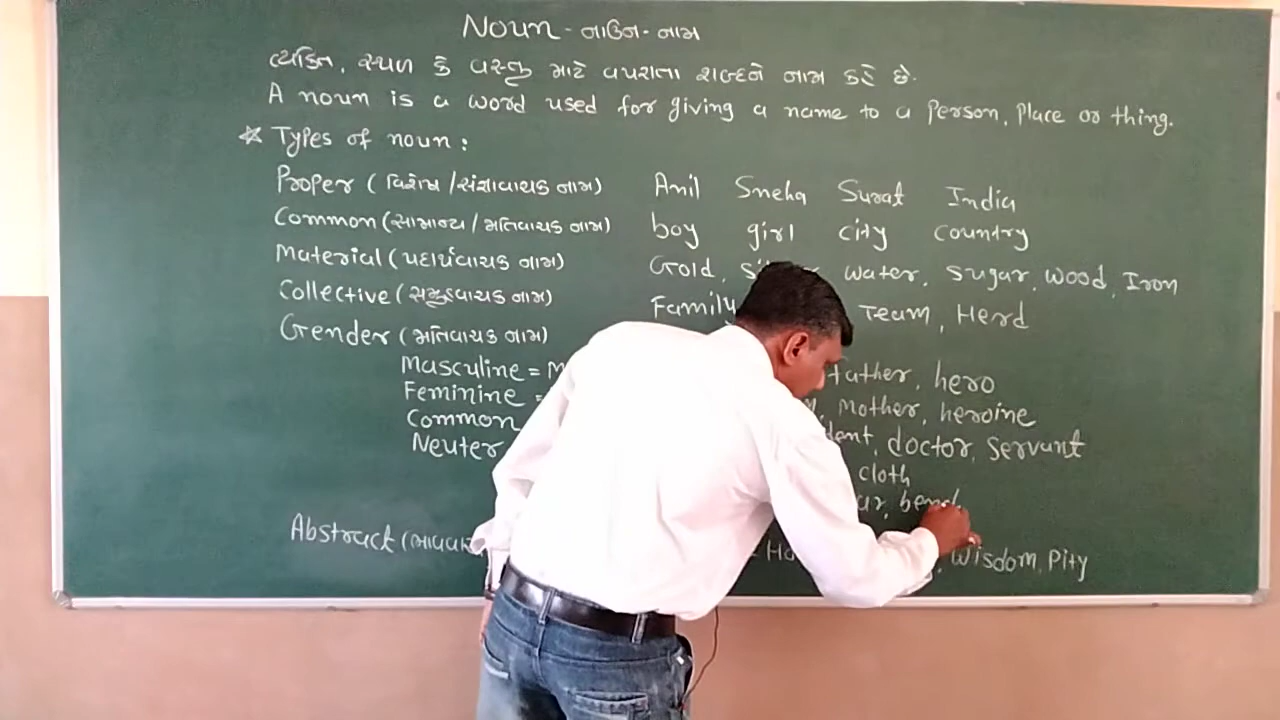 Noun - નાઉન - નામ
વ્યક્તિ, સ્થળ કે વસ્તુ માટે વપરાતા શબ્દને નામ કહે છે.
A noun is a word used for giving a name to a person, place or thing.
* Types of noun :
Proper ( વિશેષ / સંજ્ઞાવાચક નામ) Anil Sneha Surat India
Common (સામાન્ય / જાતિવાચક નામ) boy girl city country
Material ( પદાર્થવાચક નામ) Gold, water, sugar, wood, Iron
Collective (સમુહવાચક નામ) Family Team, Herd
Gender (જાતિવાચક નામ)
Masculine = father, hero
Feminine = Mother, heroine
Common doctor, servant
Neuter cloth
Abstract Wisdom, Pity